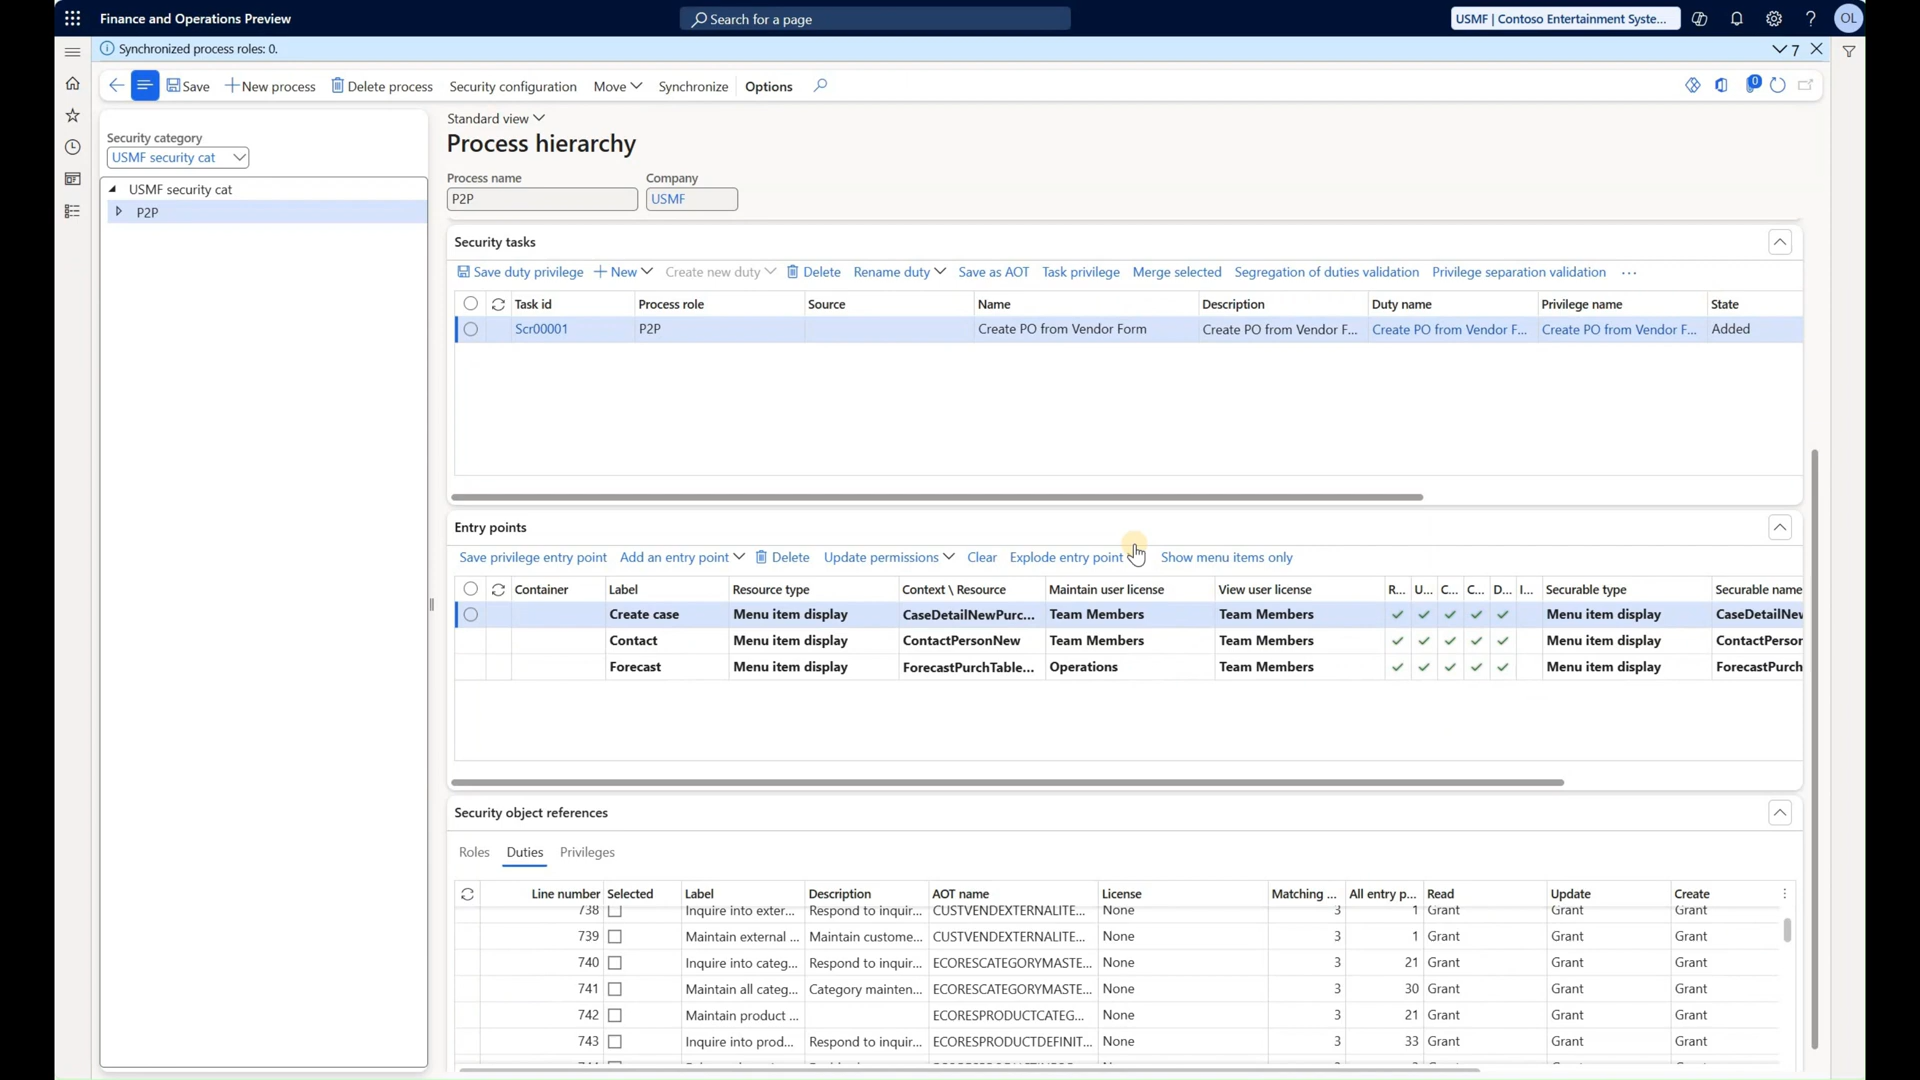 Finance and Operations Preview
Search for a page
USMF | Contoso Entertainment Syste...
?
OL
Synchronized process roles: 0.
7
Save
New process
Delete process
Security configuration
Move
Synchronize
Options
0
Security category
USMF security cat
USMF security cat
P2P
Standard view
Process hierarchy
Process name
Company
P2P
USMF
Security tasks
Save duty privilege
New
Create new duty
Delete
Rename duty
Save as AOT
Task privilege
Merge selected
Segregation of duties validation
Privilege separation validation
...
Task id
Process role
Source
Name
Description
Duty name
Privilege name
State
Scr00001
P2P
Create PO from Vendor Form
Create PO from Vendor F...
Create PO from Vendor F...
Create PO from Vendor F...
Added
Entry points
Save privilege entry point
Add an entry point
Delete
Update permissions
Clear
Explode entry point
Show menu items only
Container
Label
Resource type
Context \ Resource
Maintain user license
View user license
R...
U...
C...
C...
D...
I...
Securable type
Securable name
Create case
Menu item display
CaseDetailNewPurc...
Team Members
Team Members
Menu item display
CaseDetailNew
Contact
Menu item display
ContactPersonNew
Team Members
Team Members
Menu item display
ContactPerson
Forecast
Menu item display
ForecastPurchTable...
Operations
Team Members
Menu item display
ForecastPurch
Security object references
Roles
Duties
Privileges
Line number
Selected
Label
Description
AOT name
License
Matching ...
All entry p...
Read
Update
Create
738
Inquire into exter...
Respond to inquir...
CUSTVENDEXTERNALITE...
None
3
1
Grant
Grant
Grant
739
Maintain external ...
Maintain custome...
CUSTVENDEXTERNALITE...
None
3
1
Grant
Grant
Grant
740
Inquire into categ...
Respond to inquir...
ECORESCATEGORYMASTE...
None
3
21
Grant
Grant
Grant
741
Maintain all categ...
Category mainten...
ECORESCATEGORYMASTE...
None
3
30
Grant
Grant
Grant
742
Maintain product ...
ECORESPRODUCTCATEG...
None
3
21
Grant
Grant
Grant
743
Inquire into prod...
Respond to inquir...
ECORESPRODUCTDEFINIT...
None
3
33
Grant
Grant
Grant